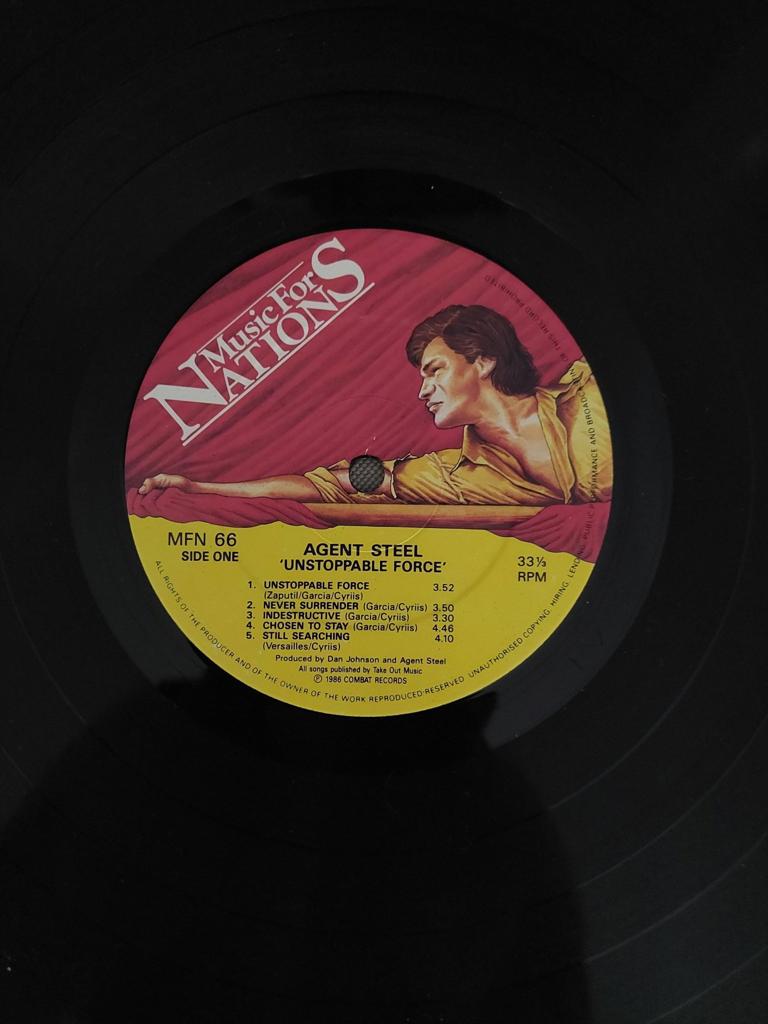 Music For
NATIONS
MFN 66
SIDE ONE
AGENT STEEL
'UNSTOPPABLE FORCE'
33⅓
RPM
1. UNSTOPPABLE FORCE 3.52
(Zaputil/Garcia/Cyriis)
2. NEVER SURRENDER (Garcia/Cyriis) 3.50
3. INDESTRUCTIVE (Garcia/Cyriis) 3.30
4. CHOSEN TO STAY (Garcia/Cyriis) 4.46
5. STILL SEARCHING 4.10
(Versailles/Cyriis)
Produced by Dan Johnson and Agent Steel
All songs published by Take Out Music
Ⓟ 1986 COMBAT RECORDS
ALL RIGHTS OF THE PRODUCER AND OF THE OWNER OF THE WORK REPRODUCED RESERVED UNAUTHORISED COPYING, HIRING, LENDING, PUBLIC PERFORMANCE AND BROADCASTING OF THIS RECORD PROHIBITED